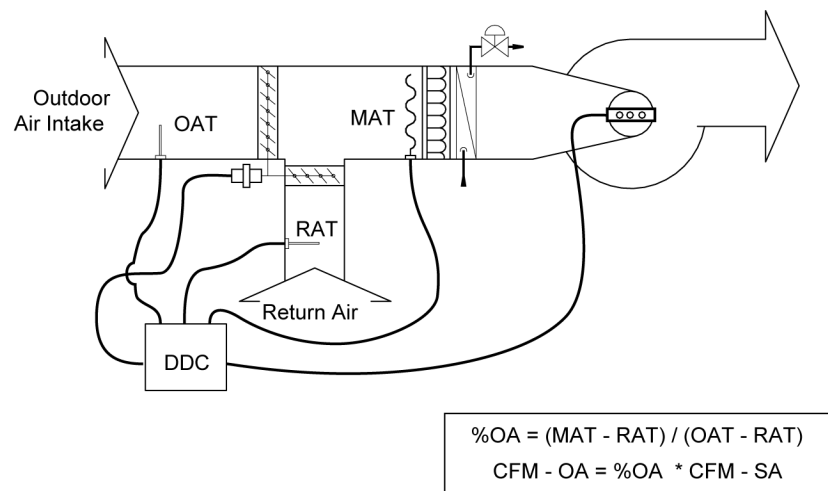 Outdoor
Air Intake
OAT
MAT
RAT
Return Air
DDC
%OA = (MAT - RAT) / (OAT - RAT)
CFM - OA = %OA * CFM - SA